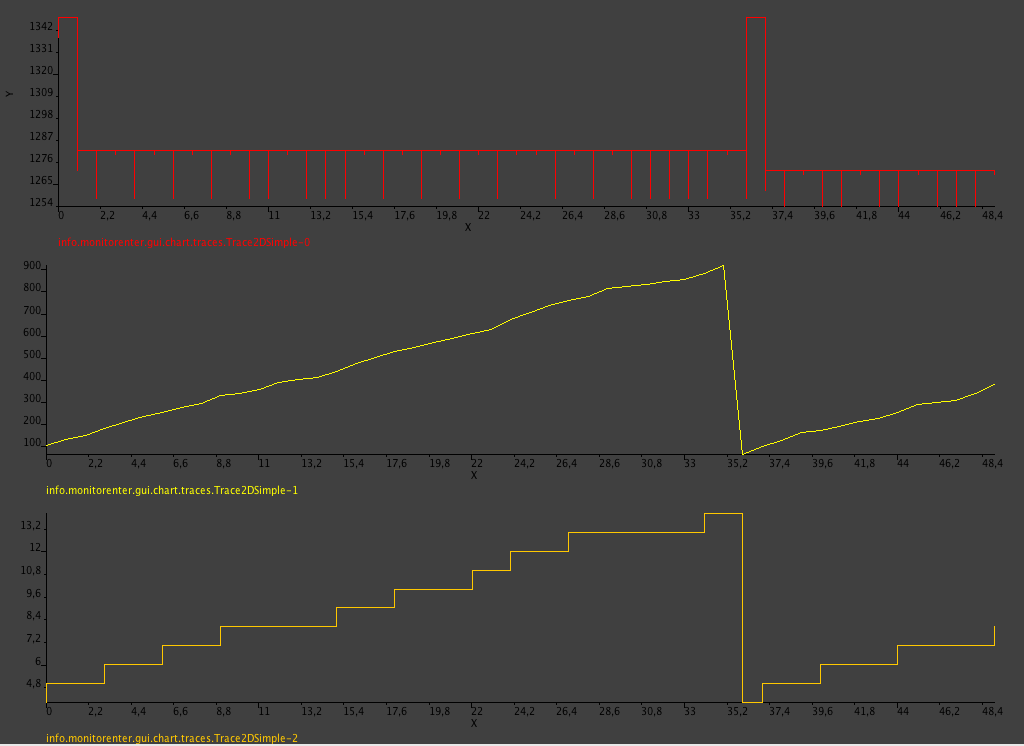 1342
1331
1320
1309
1298
1287
1276
1265
1254
Y
0 2,2 4,4 6,6 8,8 11 13,2 15,4 17,6 19,8 22 24,2 26,4 28,6 30,8 33 35,2 37,4 39,6 41,8 44 46,2 48,4
X
info.monitorenter.gui.chart.traces.Trace2DSimple-0
900
800
700
600
500
400
300
200
100
0 2,2 4,4 6,6 8,8 11 13,2 15,4 17,6 19,8 22 24,2 26,4 28,6 30,8 33 35,2 37,4 39,6 41,8 44 46,2 48,4
X
info.monitorenter.gui.chart.traces.Trace2DSimple-1
13,2
12
10,8
9,6
8,4
7,2
6
4,8
0 2,2 4,4 6,6 8,8 11 13,2 15,4 17,6 19,8 22 24,2 26,4 28,6 30,8 33 35,2 37,4 39,6 41,8 44 46,2 48,4
X
info.monitorenter.gui.chart.traces.Trace2DSimple-2